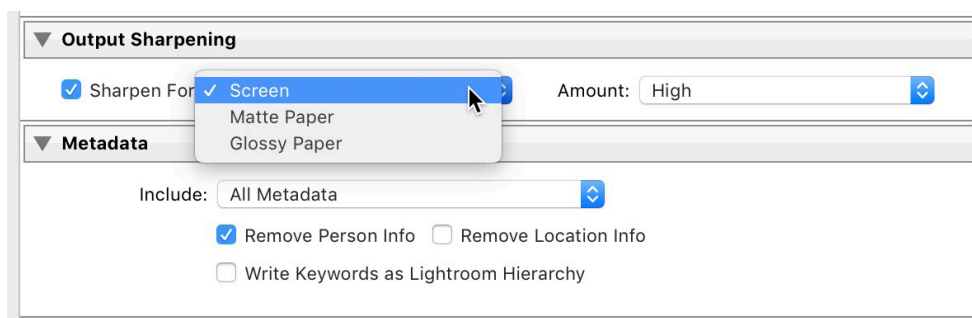 Output Sharpening
Sharpen For ✓ Screen Amount: High
Matte Paper
Glossy Paper
Metadata
Include: All Metadata
Remove Person Info Remove Location Info
Write Keywords as Lightroom Hierarchy